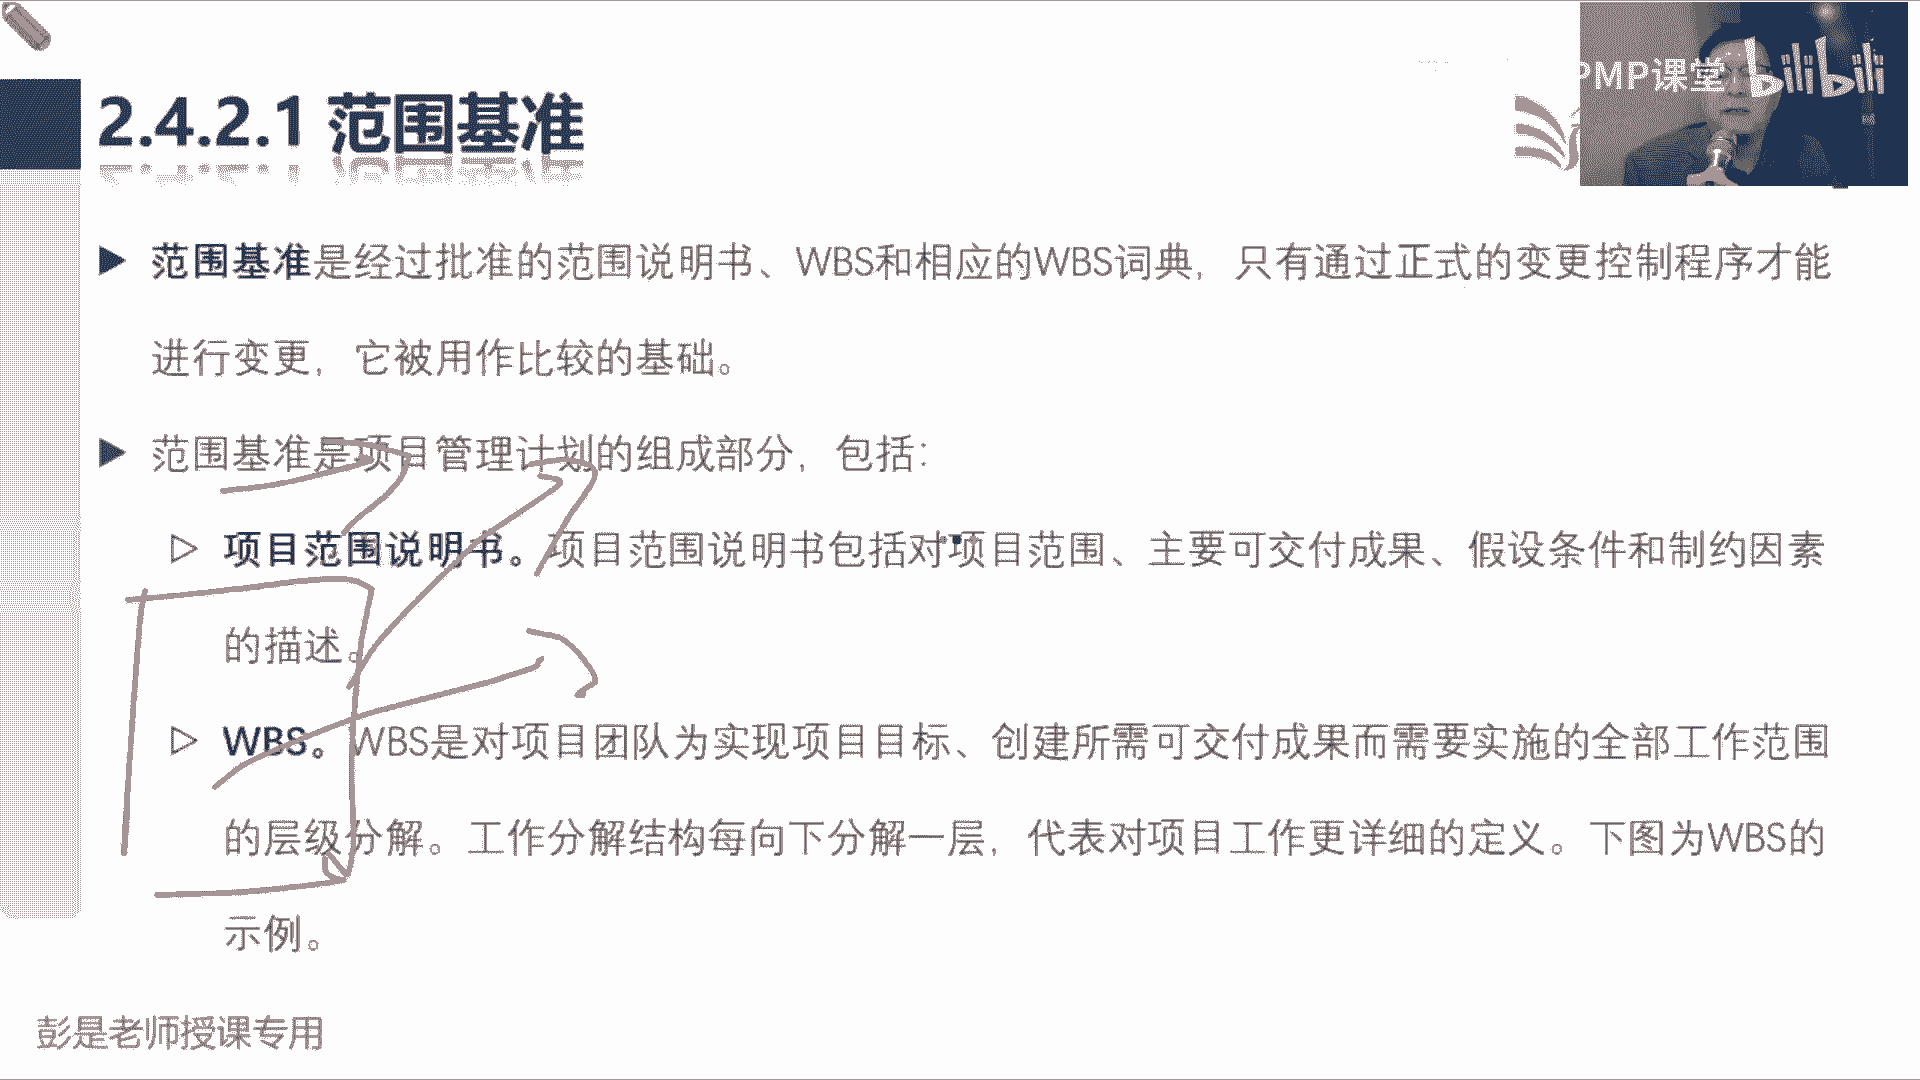 PMP课堂 bilibili
2.4.2.1 范围基准
范围基准是经过批准的范围说明书、WBS和相应的WBS词典，只有通过正式的变更控制程序才能
进行变更，它被用作比较的基础。
范围基准是项目管理计划的组成部分，包括：
项目范围说明书。项目范围说明书包括对项目范围、主要可交付成果、假设条件和制约因素
的描述。
WBS。WBS是对项目团队为实现项目目标、创建所需可交付成果而需要实施的全部工作范围
的层级分解。工作分解结构每向下分解一层，代表对项目工作更详细的定义。下图为WBS的
示例。
彭是老师授课专用